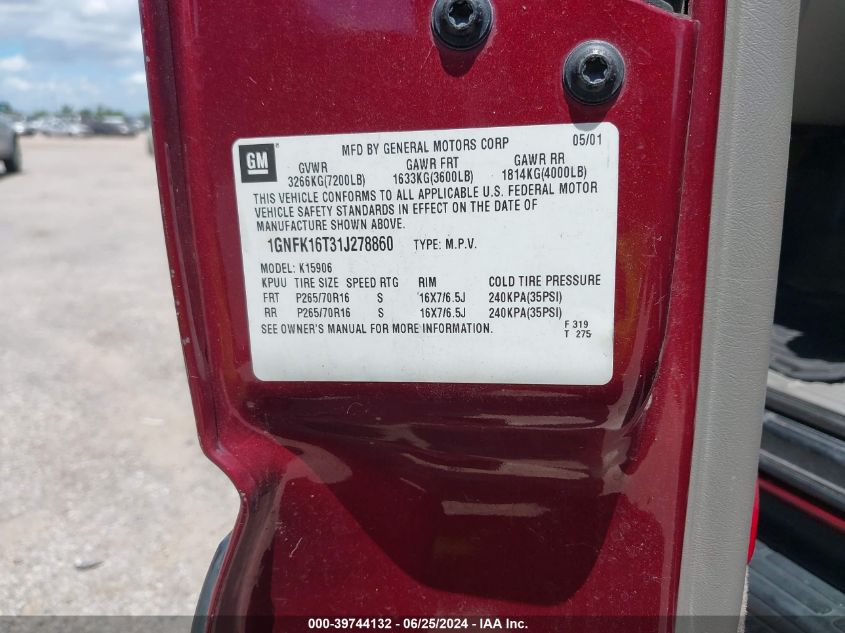 GM
MFD BY GENERAL MOTORS CORP 05/01
GVWR GAWR FRT GAWR RR
3266KG(7200LB) 1633KG(3600LB) 1814KG(4000LB)
THIS VEHICLE CONFORMS TO ALL APPLICABLE U.S. FEDERAL MOTOR
VEHICLE SAFETY STANDARDS IN EFFECT ON THE DATE OF
MANUFACTURE SHOWN ABOVE.
1GNFK16T31J278860 TYPE: M.P.V.
MODEL: K15906
KPUU TIRE SIZE SPEED RTG RIM COLD TIRE PRESSURE
FRT P265/70R16 S 16X7/6.5J 240KPA(35PSI)
RR P265/70R16 S 16X7/6.5J 240KPA(35PSI)
SEE OWNER'S MANUAL FOR MORE INFORMATION. F 319
T 275
000-39744132 - 06/25/2024 - IAA Inc.